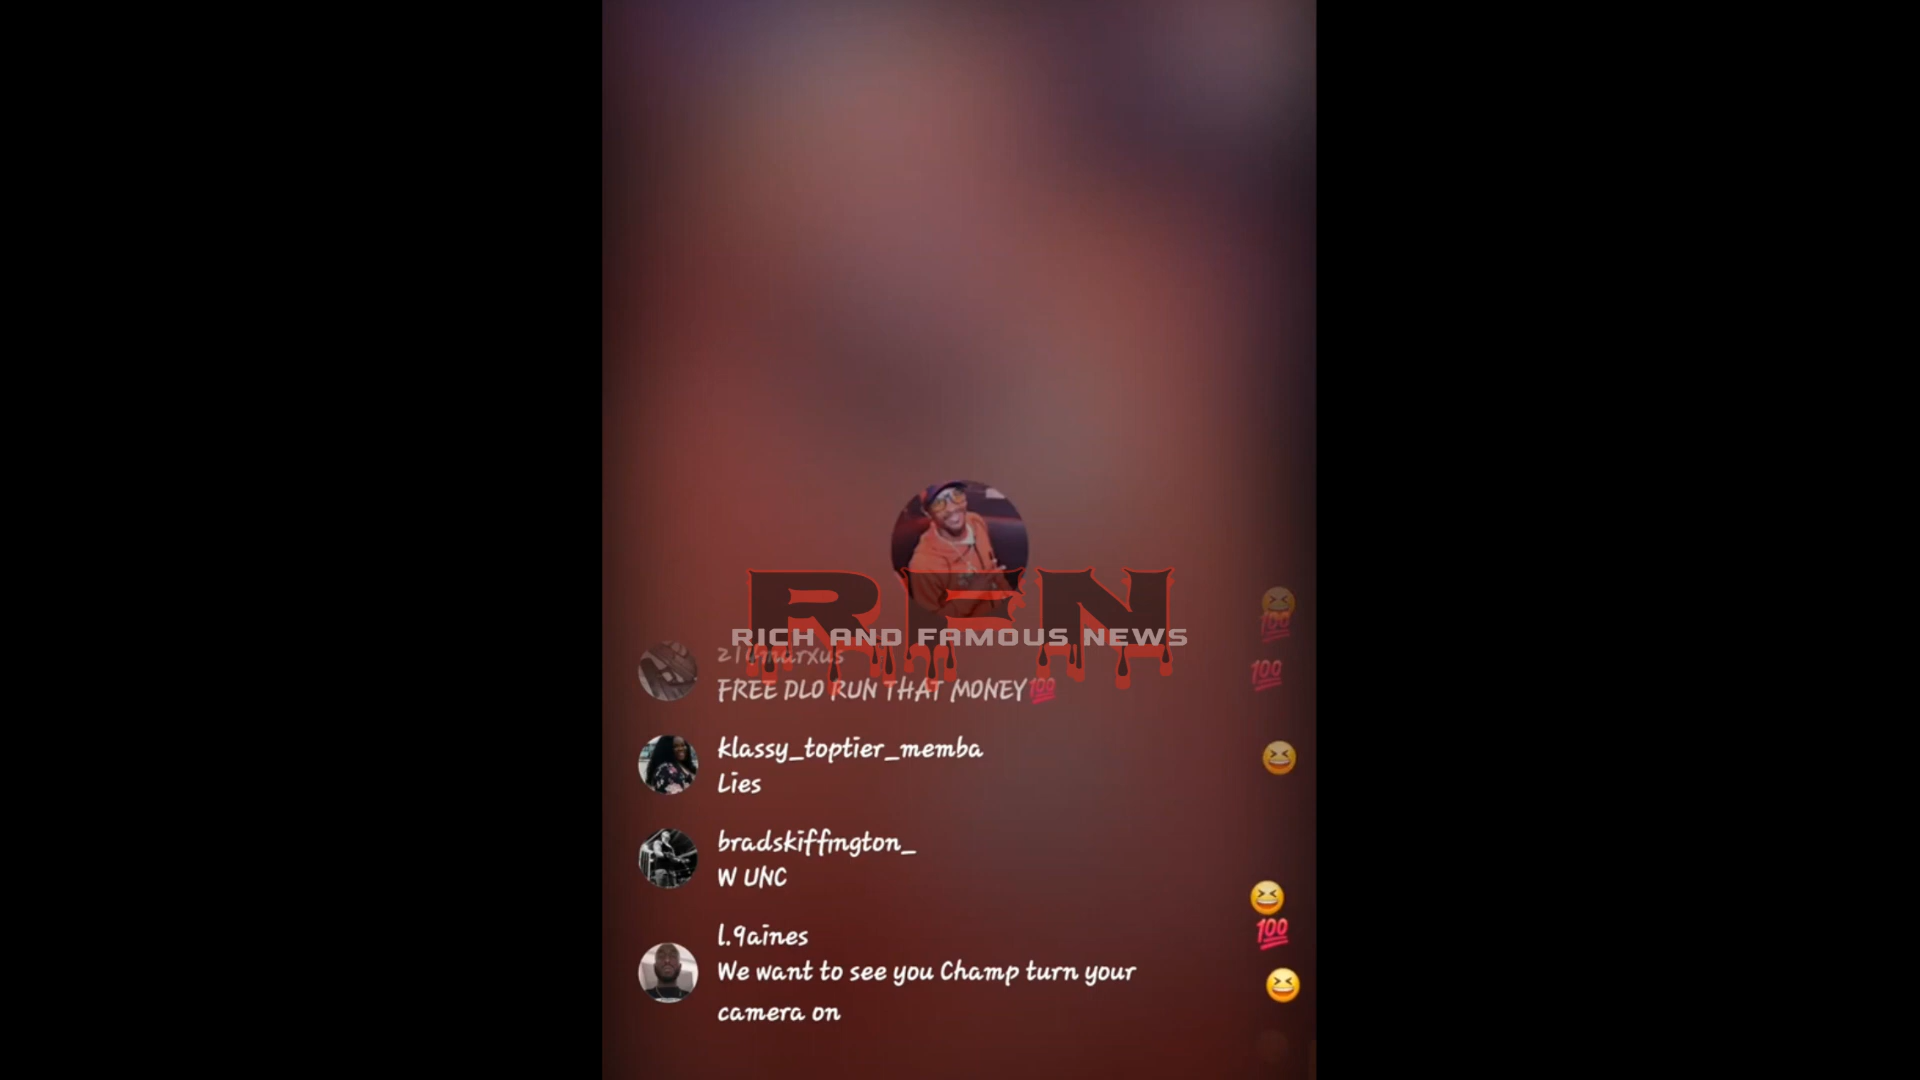 RFN
RICH AND FAMOUS NEWS
FREE DLO RUN THAT MONEY💯
klassy_toptier_memba
Lies
bradskiffington_
W UNC
l.9aines
We want to see you Champ turn your
camera on